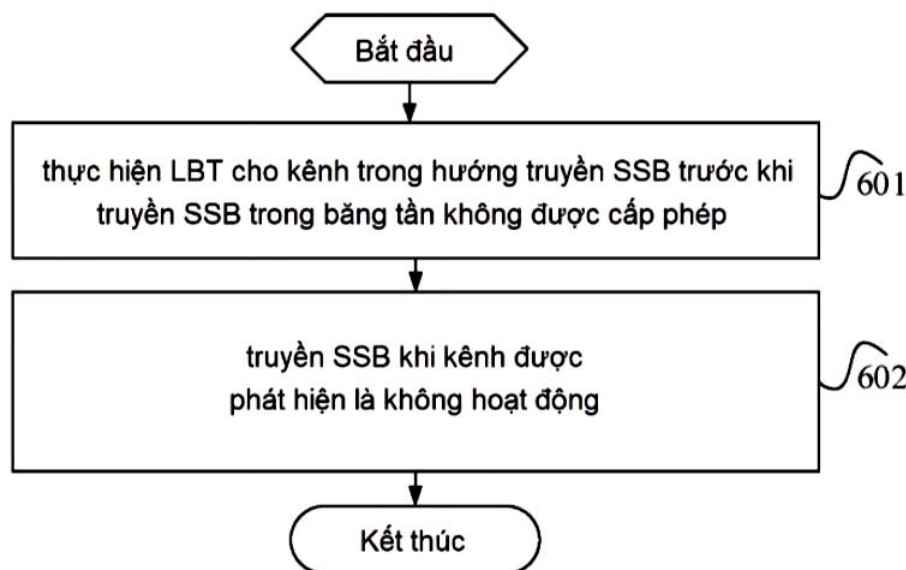 Bắt đầu
thực hiện LBT cho kênh trong hướng truyền SSB trước khi
truyền SSB trong băng tần không được cấp phép
601
truyền SSB khi kênh được
phát hiện là không hoạt động
602
Kết thúc